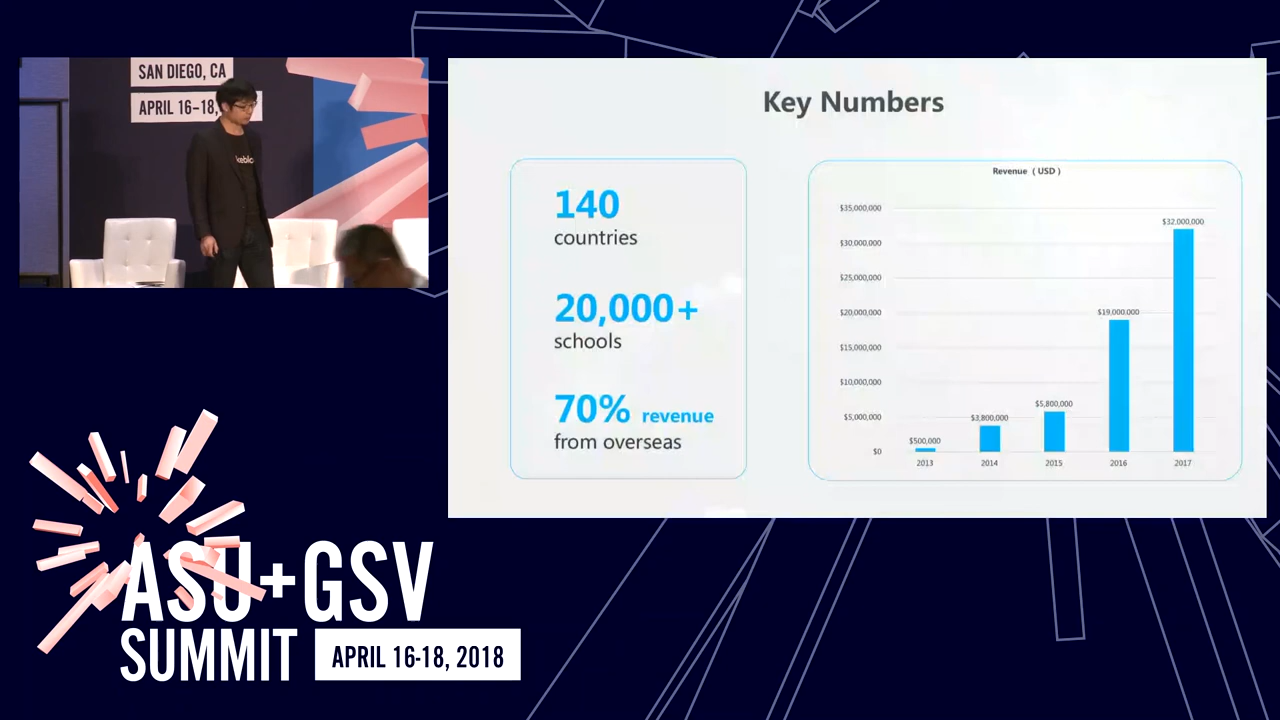 SAN DIEGO, CA
APRIL 16-18,
Key Numbers
140
countries
20,000+
schools
70% revenue
from overseas
Revenue ( USD )
$35,000,000
$30,000,000
$25,000,000
$20,000,000
$15,000,000
$10,000,000
$5,000,000
$0
$500,000
$3,800,000
$5,800,000
$19,000,000
$32,000,000
2013 2014 2015 2016 2017
ASU+GSV
SUMMIT APRIL 16-18, 2018